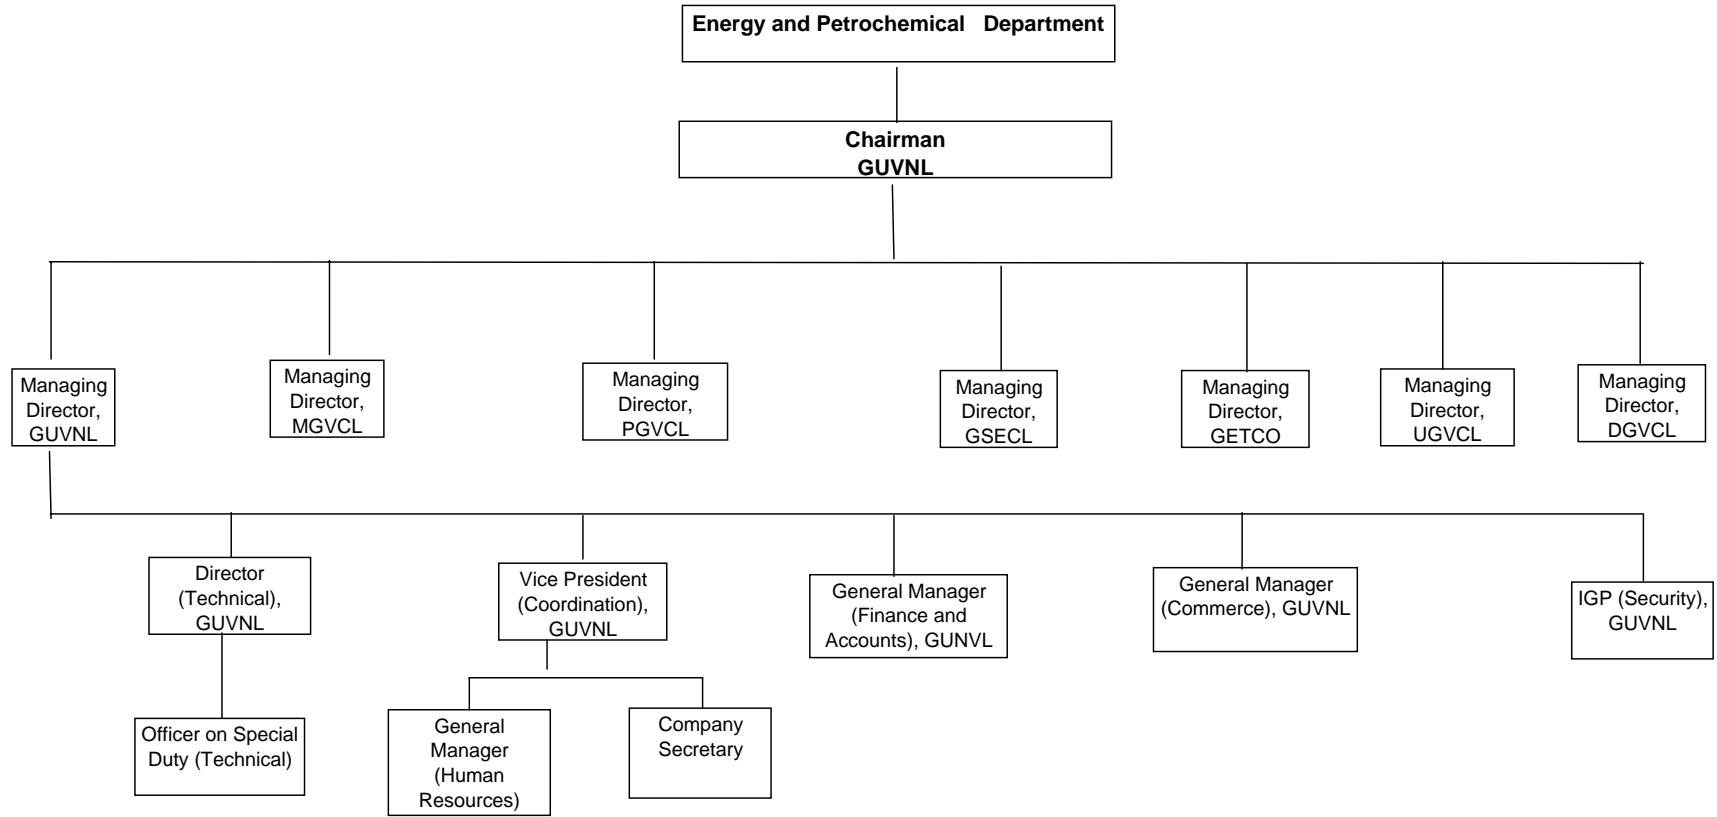 Energy and Petrochemical Department
Chairman
GUVNL
Managing
Director,
GUVNL
Managing
Director,
MGVCL
Managing
Director,
PGVCL
Managing
Director,
GSECL
Managing
Director,
GETCO
Managing
Director,
UGVCL
Managing
Director,
DGVCL
Director
(Technical),
GUVNL
Vice President
(Coordination),
GUVNL
General Manager
(Finance and
Accounts), GUNVL
General Manager
(Commerce), GUVNL
IGP (Security),
GUVNL
Officer on Special
Duty (Technical)
General
Manager
(Human
Resources)
Company
Secretary